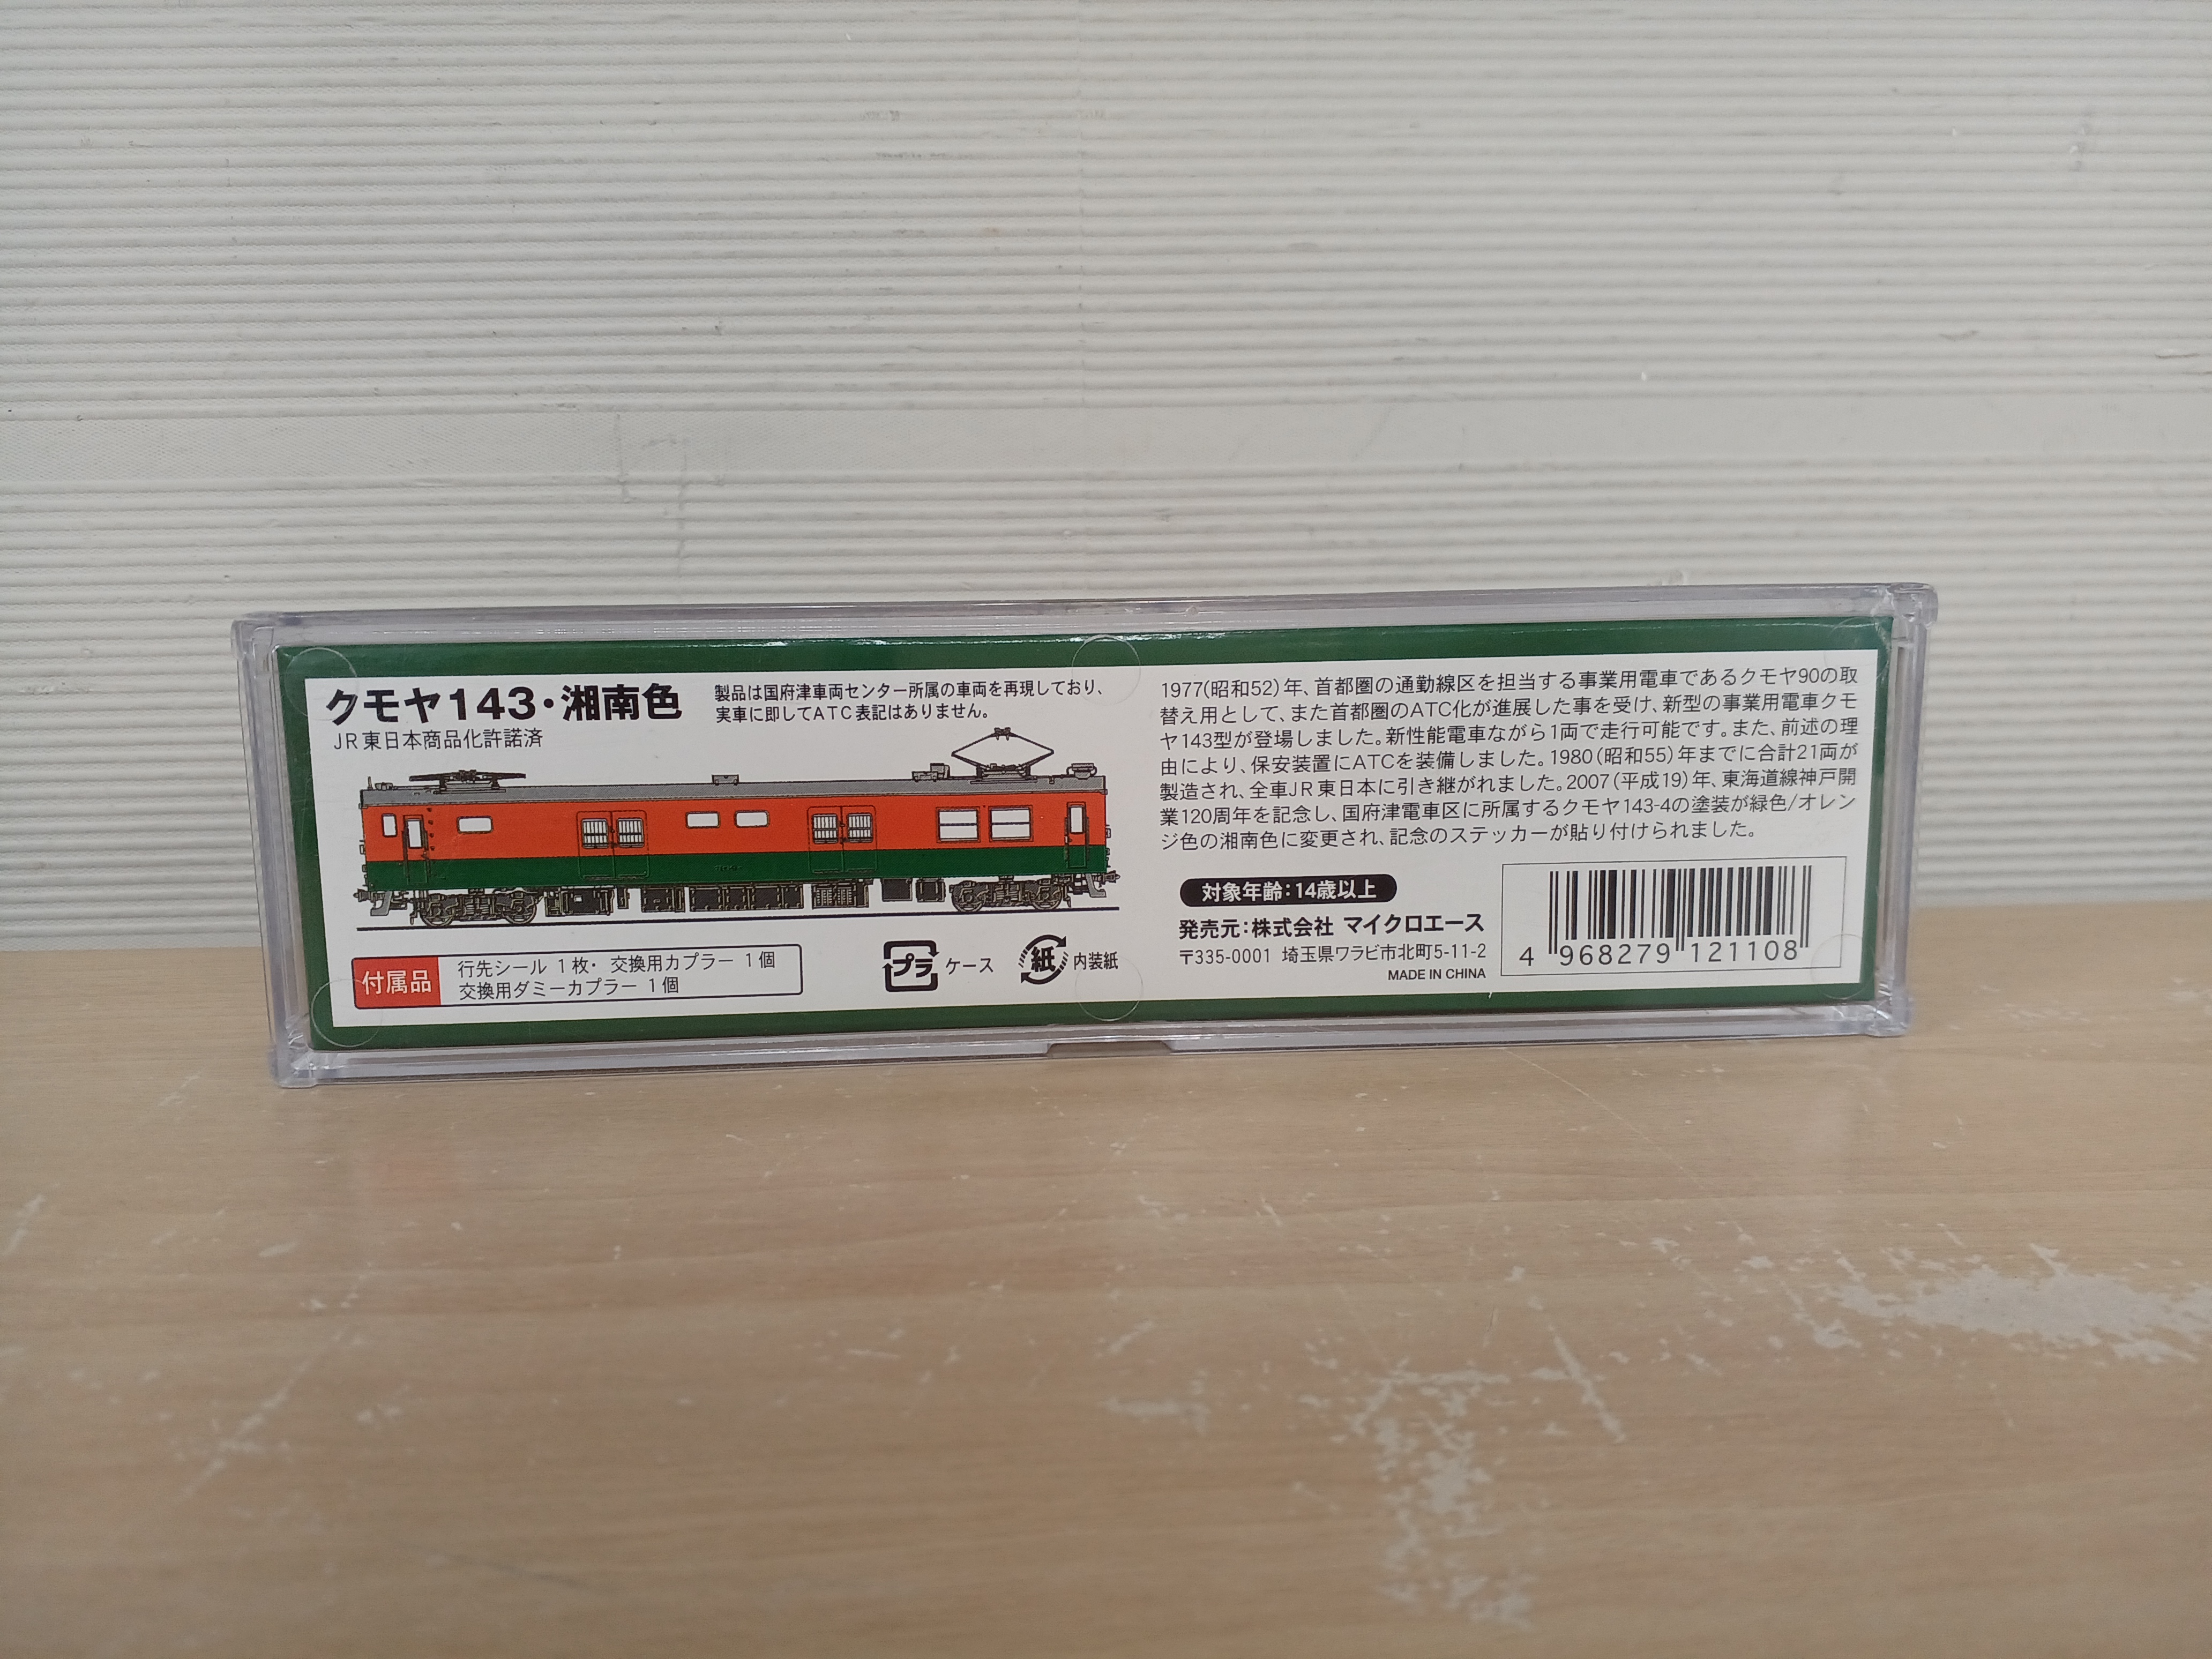 クモヤ143・湘南色
製品は国府津車両センター所属の車両を再現しており、
実車に即してATC表記はありません。
JR東日本商品化許諾済
付属品
行先シール 1枚・ 交換用カプラー 1個
交換用ダミーカプラー 1個
プラ ケース
紙 内装紙
1977(昭和52)年、首都圏の通勤線区を担当する事業用電車であるクモヤ90の取
替え用として、また首都圏のATC化が進展した事を受け、新型の事業用電車クモ
ヤ143型が登場しました。新性能電車ながら1両で走行可能です。また、前述の理
由により、保安装置にATCを装備しました。1980(昭和55)年までに合計21両が
製造され、全車JR東日本に引き継がれました。2007(平成19)年、東海道線神戸開
業120周年を記念し、国府津電車区に所属するクモヤ143-4の塗装が緑色/オレン
ジ色の湘南色に変更され、記念のステッカーが貼り付けられました。
対象年齢:14歳以上
発売元:株式会社 マイクロエース
〒335-0001 埼玉県ワラビ市北町5-11-2
MADE IN CHINA
4 968279 121108